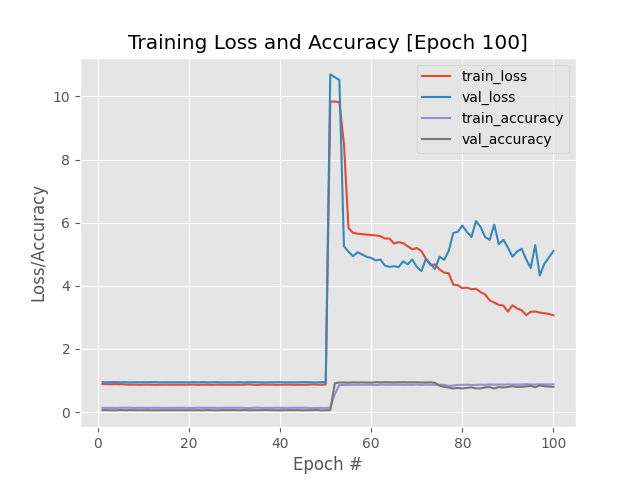 Training Loss and Accuracy [Epoch 100]
train_loss
val_loss
train_accuracy
val_accuracy
10
8
6
4
2
0
Loss/Accuracy
0 20 40 60 80 100
Epoch #